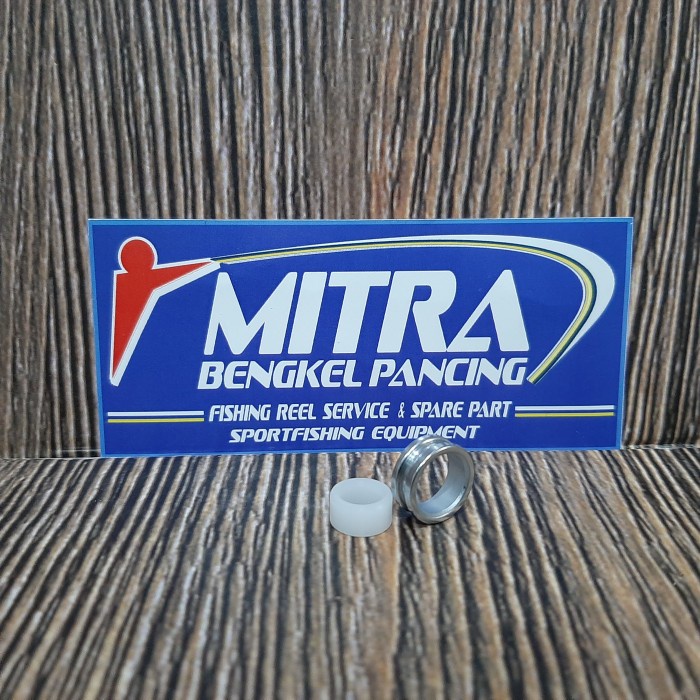 MITRA
BENGKEL PANCING
FISHING REEL SERVICE & SPARE PART
SPORTFISHING EQUIPMENT